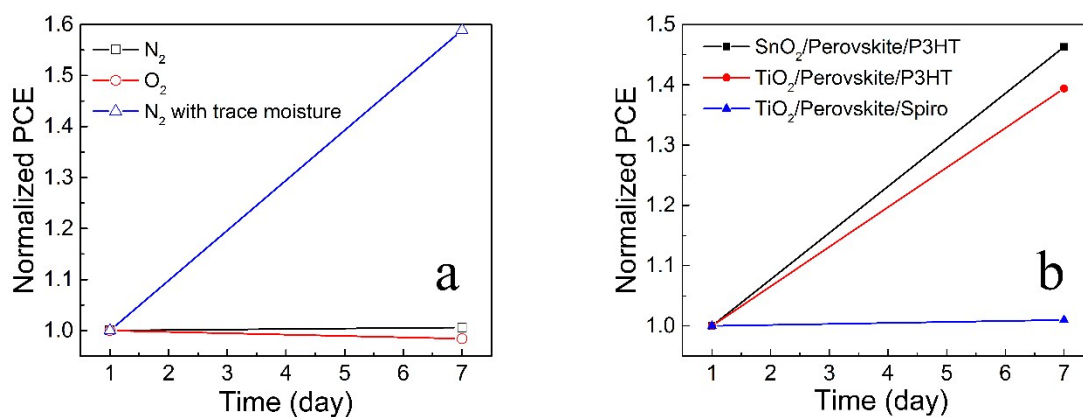 Normalized PCE
1.6
1.5
1.4
1.3
1.2
1.1
1.0
N₂
O₂
N₂ with trace moisture
a
1 2 3 4 5 6 7
Time (day)
Normalized PCE
1.5
1.4
1.3
1.2
1.1
1.0
SnO₂/Perovskite/P3HT
TiO₂/Perovskite/P3HT
TiO₂/Perovskite/Spiro
b
1 2 3 4 5 6 7
Time (day)